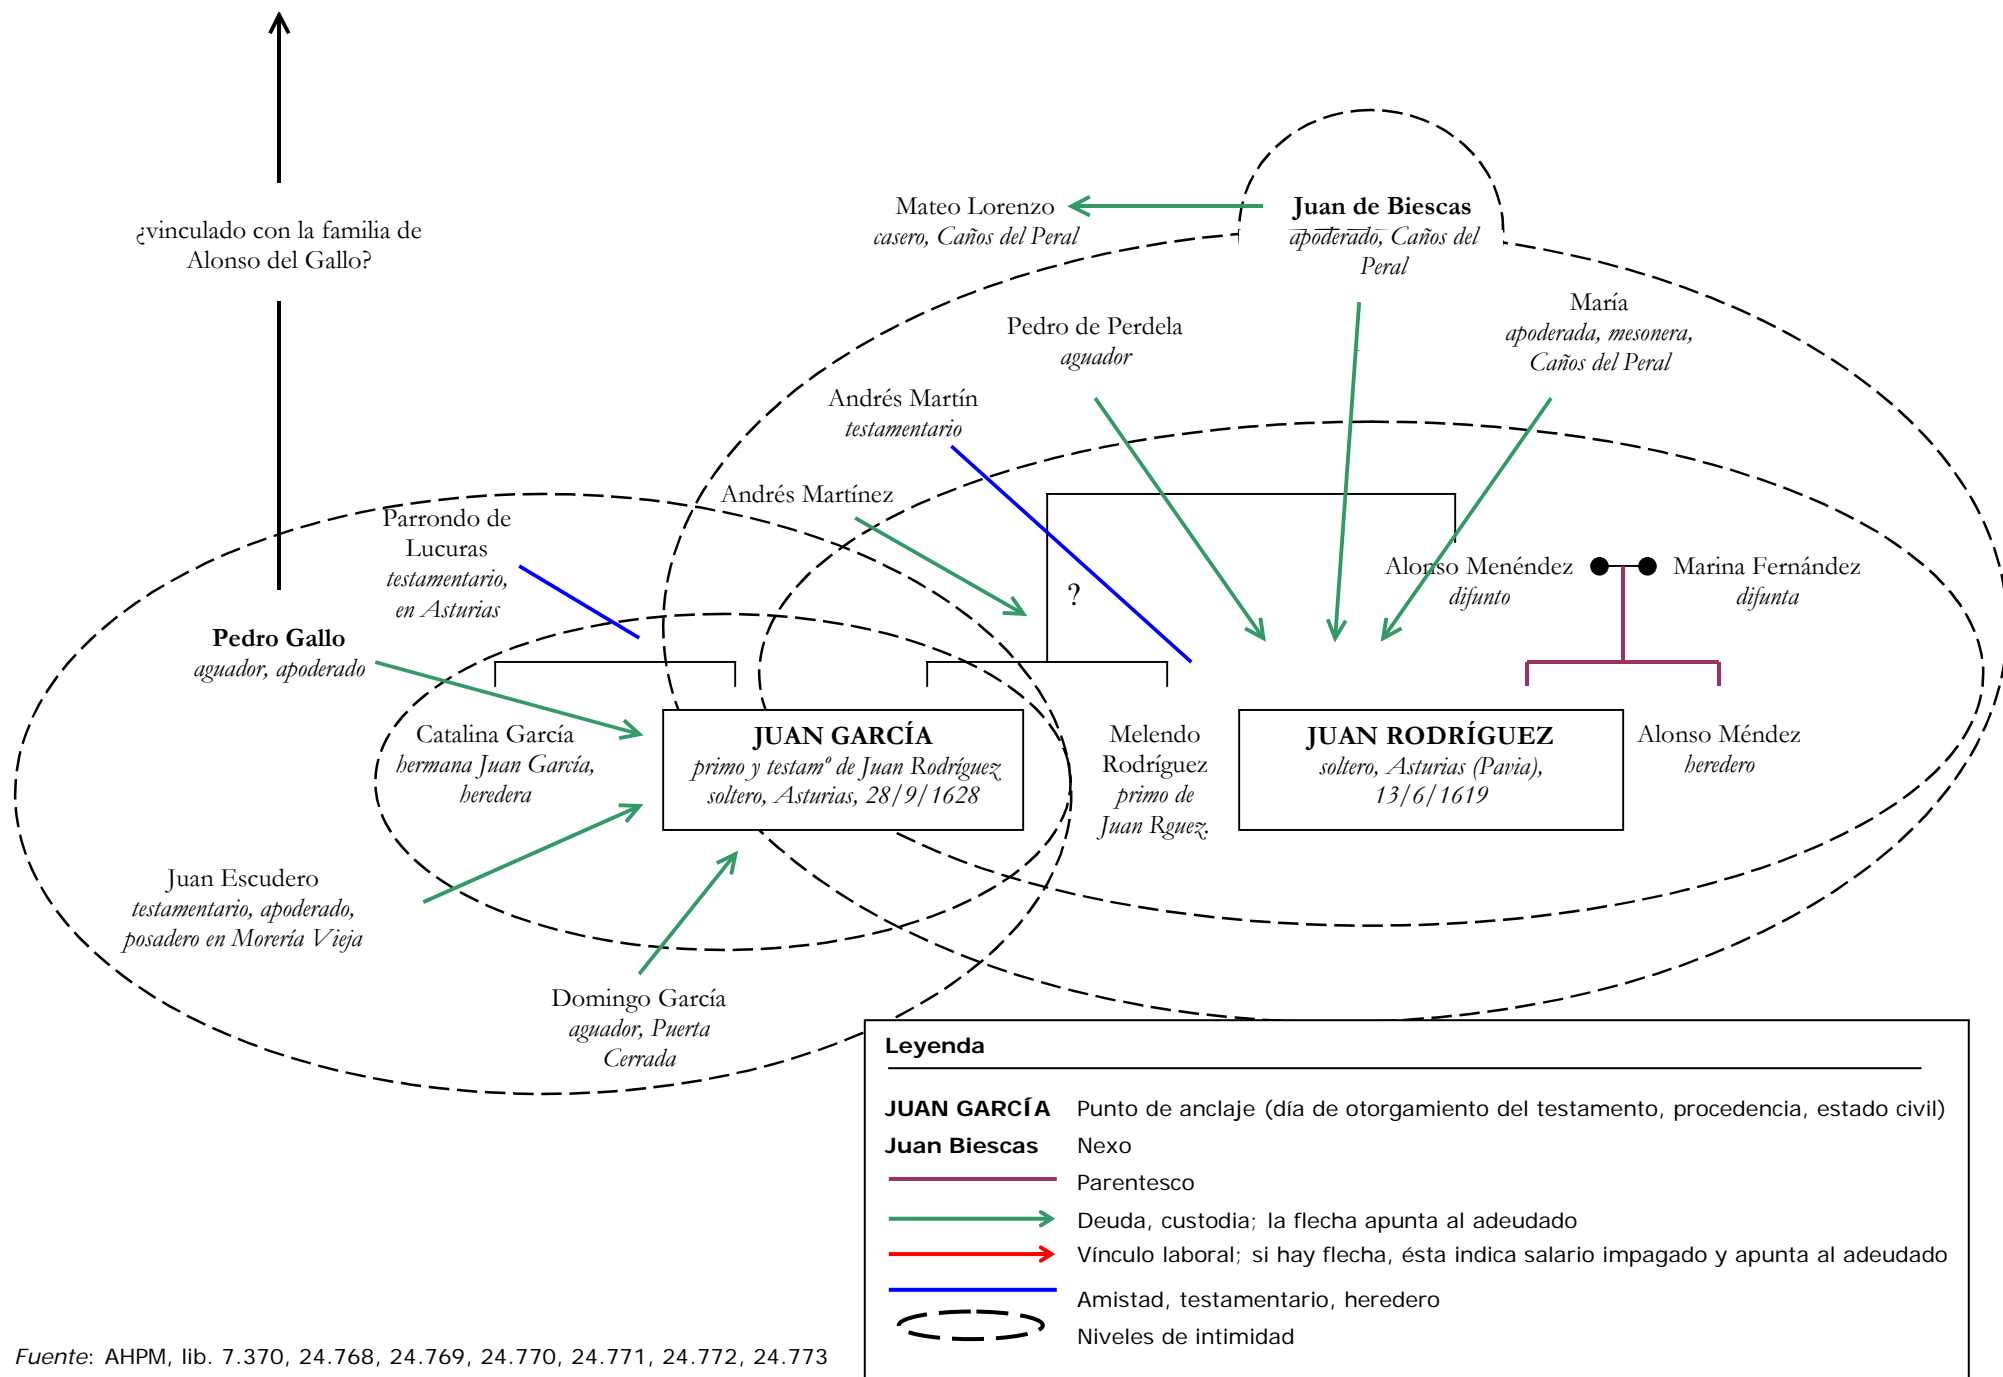 ¿vinculado con la familia de
Alonso del Gallo?
Mateo Lorenzo
casero, Caños del Peral
Juan de Biescas
apoderado, Caños del
Peral
María
apoderada, mesonera,
Caños del Peral
Pedro de Perdela
aguador
Andrés Martín
testamentario
Andrés Martínez
Parrondo de
Lucuras
testamentario,
en Asturias
?
Alonso Menéndez
difunto
Marina Fernández
difunta
Pedro Gallo
aguador, apoderado
Catalina García
hermana Juan García,
heredera
JUAN GARCÍA
primo y testamº de Juan Rodríguez
soltero, Asturias, 28/9/1628
Melendo
Rodríguez
primo de
Juan Rguez.
JUAN RODRÍGUEZ
soltero, Asturias (Pavia),
13/6/1619
Alonso Méndez
heredero
Juan Escudero
testamentario, apoderado,
posadero en Morería Vieja
Domingo García
aguador, Puerta
Cerrada
Leyenda
JUAN GARCÍA Punto de anclaje (día de otorgamiento del testamento, procedencia, estado civil)
Juan Biescas Nexo
Parentesco
Deuda, custodia; la flecha apunta al adeudado
Vínculo laboral; si hay flecha, ésta indica salario impagado y apunta al adeudado
Amistad, testamentario, heredero
Niveles de intimidad
Fuente: AHPM, lib. 7.370, 24.768, 24.769, 24.770, 24.771, 24.772, 24.773